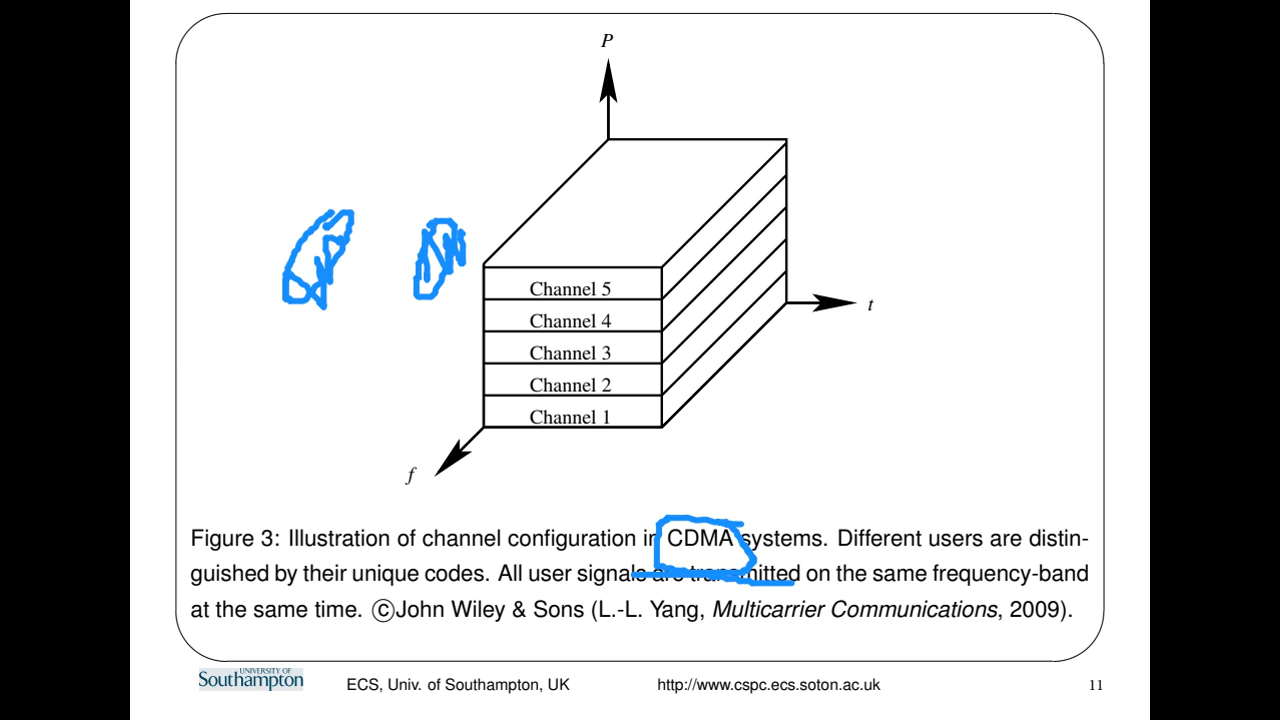 P
Channel 5
t
Channel 4
Channel 3
Channel 2
Channel 1
f
Figure 3: Illustration of channel configuration in CDMA systems. Different users are distin-
guished by their unique codes. All user signals are transmitted on the same frequency-band
at the same time. ©John Wiley & Sons (L.-L. Yang, Multicarrier Communications, 2009).
UNIVERSITY OF
Southampton
ECS, Univ. of Southampton, UK
http://www.cspc.ecs.soton.ac.uk
11